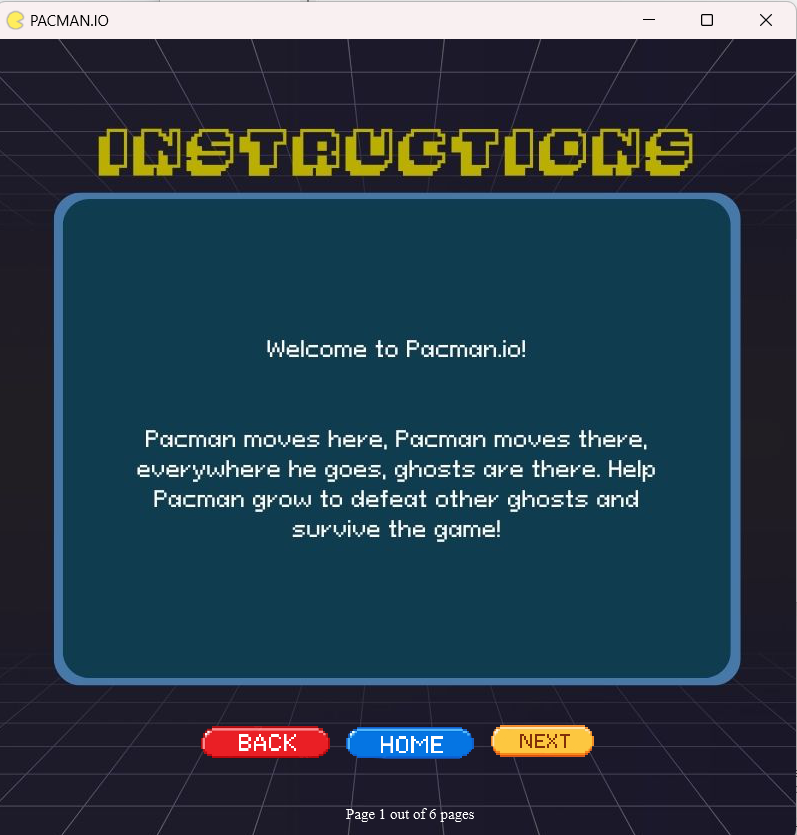 PACMAN.IO
INSTRUCTIONS
Welcome to Pacman.io!
Pacman moves here, Pacman moves there,
everywhere he goes, ghosts are there. Help
Pacman grow to defeat other ghosts and
survive the game!
BACK HOME NEXT
Page 1 out of 6 pages